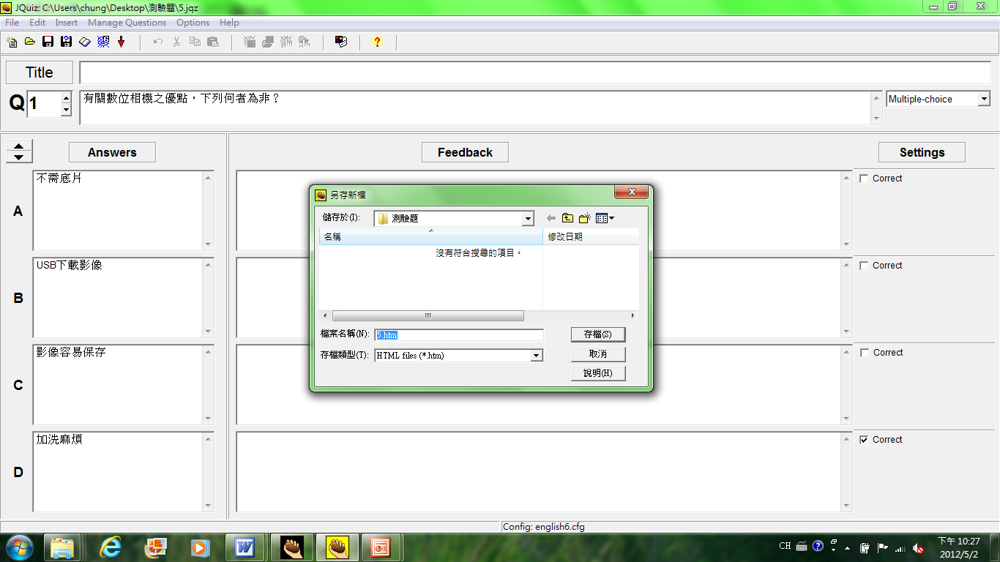 JQuiz C:\Users\chung\Desktop\測驗題\5.jqz
File Edit Insert Manage Questions Options Help
Title
Q 1
有關數位相機之優點，下列何者為非？
Multiple-choice
Answers
Feedback
Settings
A
不需底片
Correct
B
USB下載影像
Correct
C
影像容易保存
Correct
D
加洗麻煩
Correct
另存新檔
儲存於(I):
測驗題
名稱
修改日期
沒有符合搜尋的項目。
檔案名稱(N):
5.htm
存檔(S)
存檔類型(T):
HTML files (*.htm)
取消
說明(H)
Config: english6.cfg
CH
下午 10:27
2012/5/2